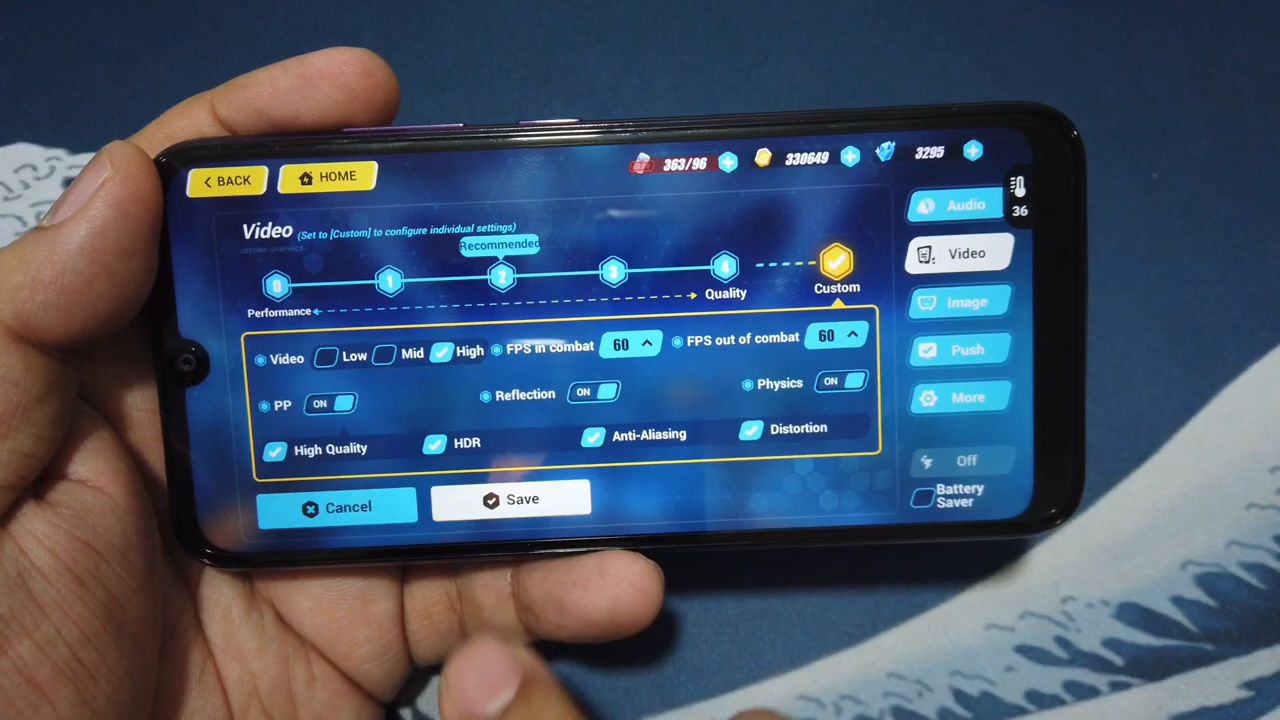 BACK
HOME
363/96
330649
3295
Video (Set to [Custom] to configure individual settings)
SETTING GRAPHICS
Recommended
0
1
2
3
4
Custom
Performance
Quality
Video
Low
Mid
High
FPS in combat
60
FPS out of combat
60
PP
ON
Reflection
ON
Physics
ON
High Quality
HDR
Anti-Aliasing
Distortion
Cancel
Save
Audio
36
Video
Image
Push
More
Off
Battery
Saver